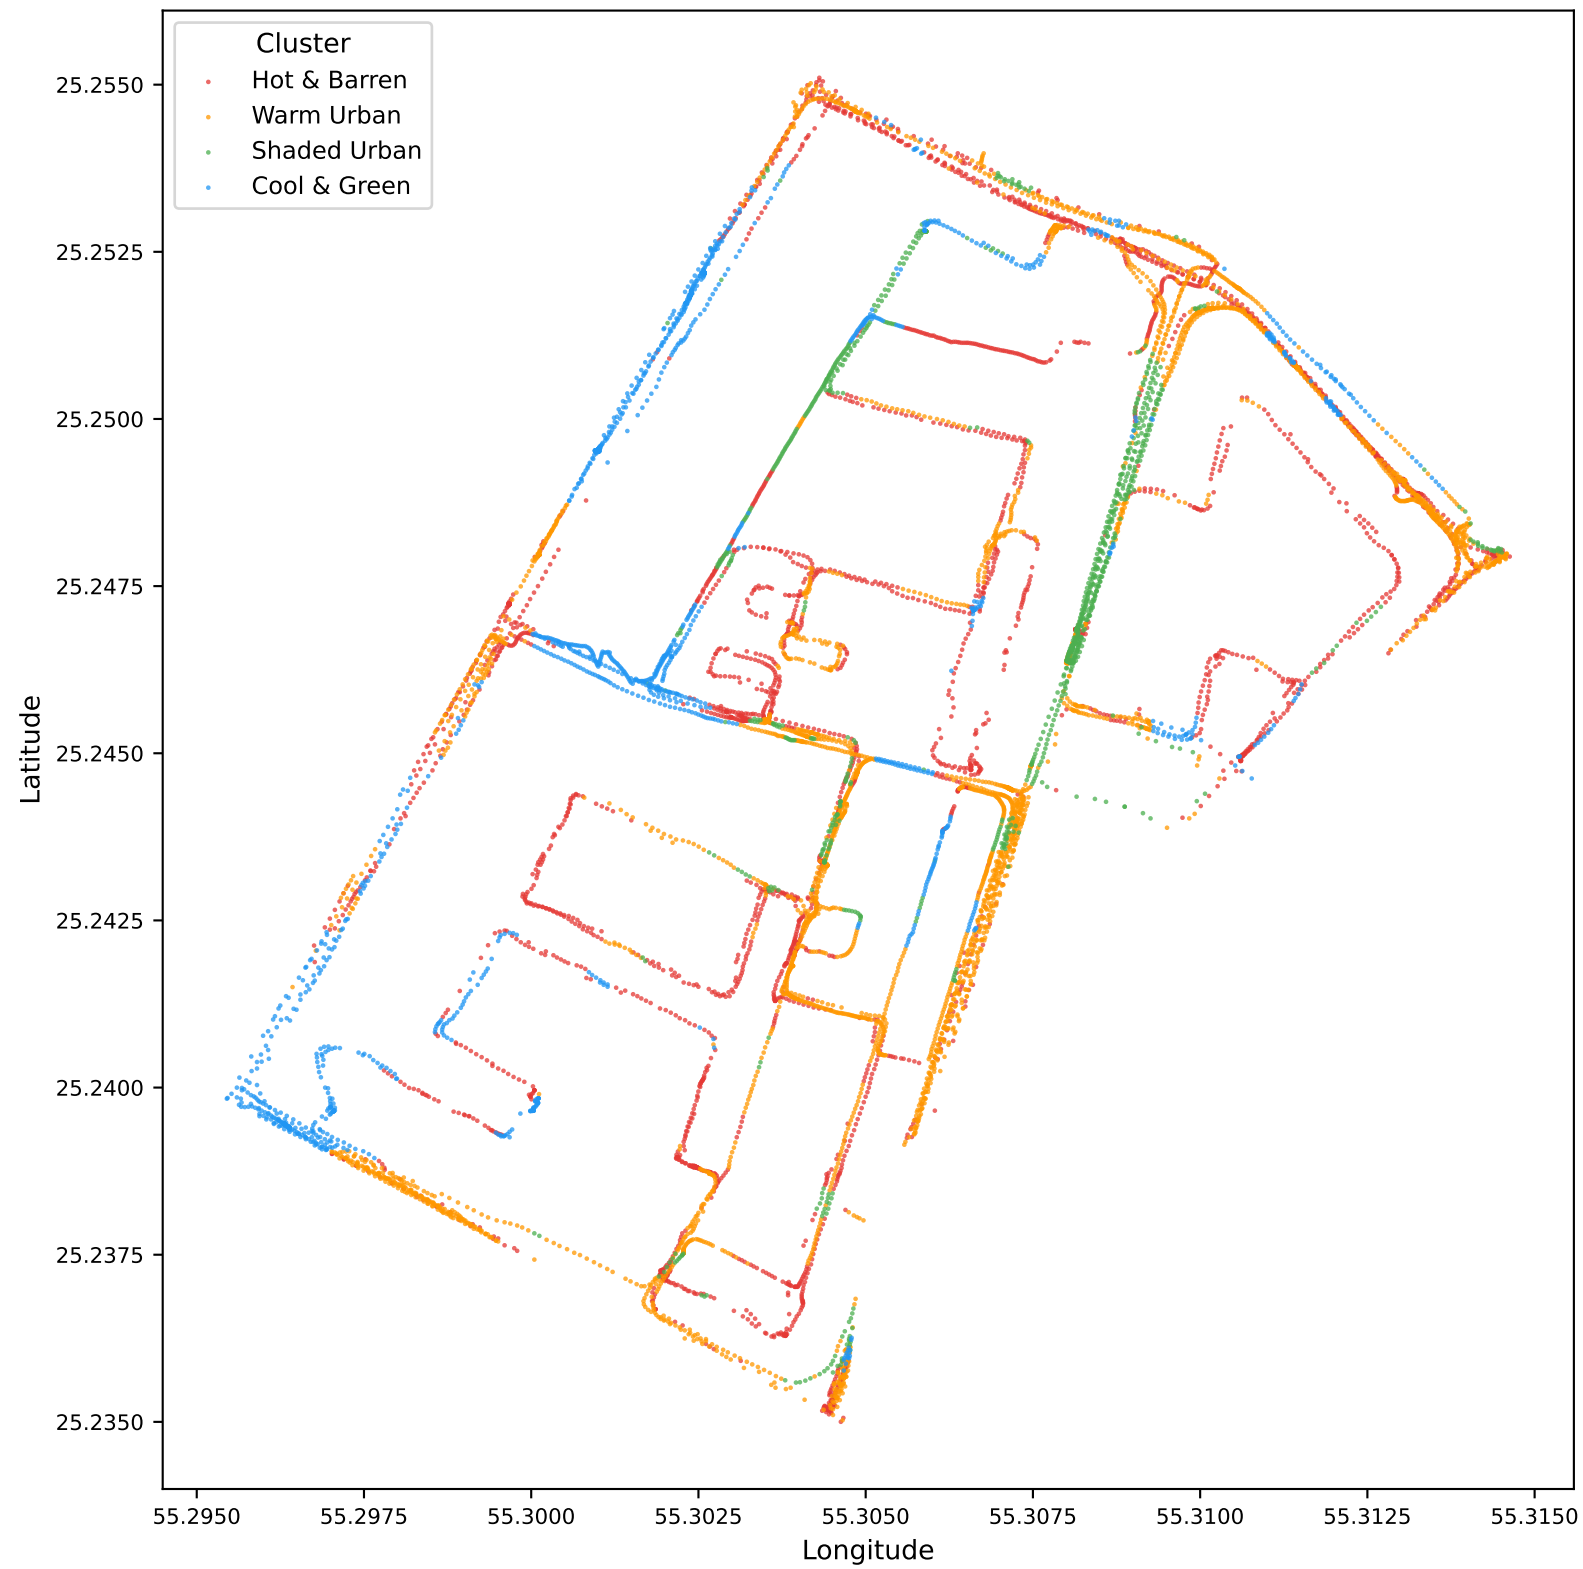 Cluster
Hot & Barren
Warm Urban
Shaded Urban
Cool & Green
25.2550
25.2525
25.2500
25.2475
25.2450
25.2425
25.2400
25.2375
25.2350
Latitude
55.2950 55.2975 55.3000 55.3025 55.3050 55.3075 55.3100 55.3125 55.3150
Longitude